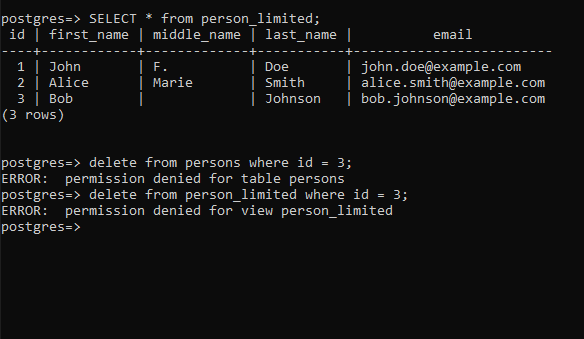 postgres=> SELECT * from person_limited;
 id | first_name | middle_name | last_name |          email
----+------------+-------------+-----------+-------------------------
  1 | John       | F.          | Doe       | john.doe@example.com
  2 | Alice      | Marie       | Smith     | alice.smith@example.com
  3 | Bob        |             | Johnson   | bob.johnson@example.com
(3 rows)
postgres=> delete from persons where id = 3;
ERROR:  permission denied for table persons
postgres=> delete from person_limited where id = 3;
ERROR:  permission denied for view person_limited
postgres=>